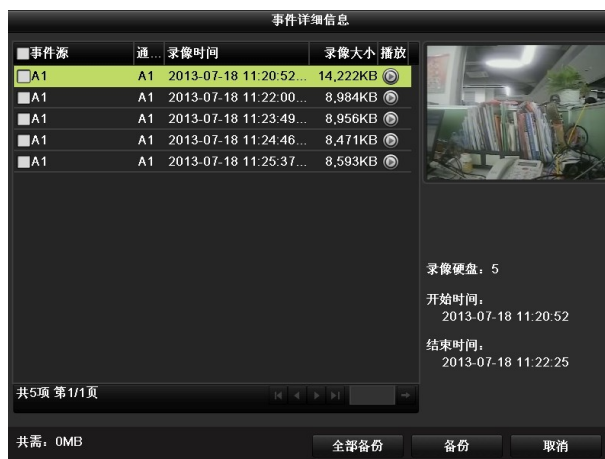 事件详细信息
事件源 通... 录像时间 录像大小 播放
A1 A1 2013-07-18 11:20:52... 14,222KB
A1 A1 2013-07-18 11:22:00... 8,984KB
A1 A1 2013-07-18 11:23:49... 8,956KB
A1 A1 2013-07-18 11:24:46... 8,471KB
A1 A1 2013-07-18 11:25:37... 8,593KB
录像硬盘：5
开始时间：
2013-07-18 11:20:52
结束时间：
2013-07-18 11:22:25
共5项 第1/1页
共需：0MB
全部备份 备份 取消